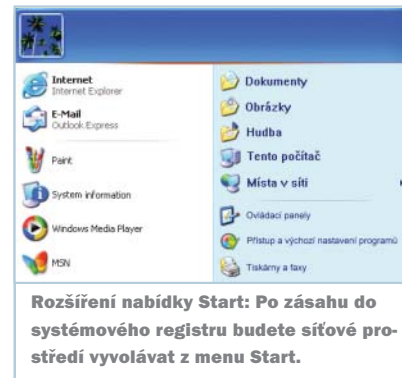 Internet
Internet Explorer
E-Mail
Outlook Express
Paint
System information
Windows Media Player
MSN
Dokumenty
Obrázky
Hudba
Tento počítač
Místa v síti
Ovládací panely
Přístup a výchozí nastavení programů
Tiskárny a faxy
Rozšíření nabídky Start: Po zásahu do
systémového registru budete síťové pro-
středí vyvolávat z menu Start.